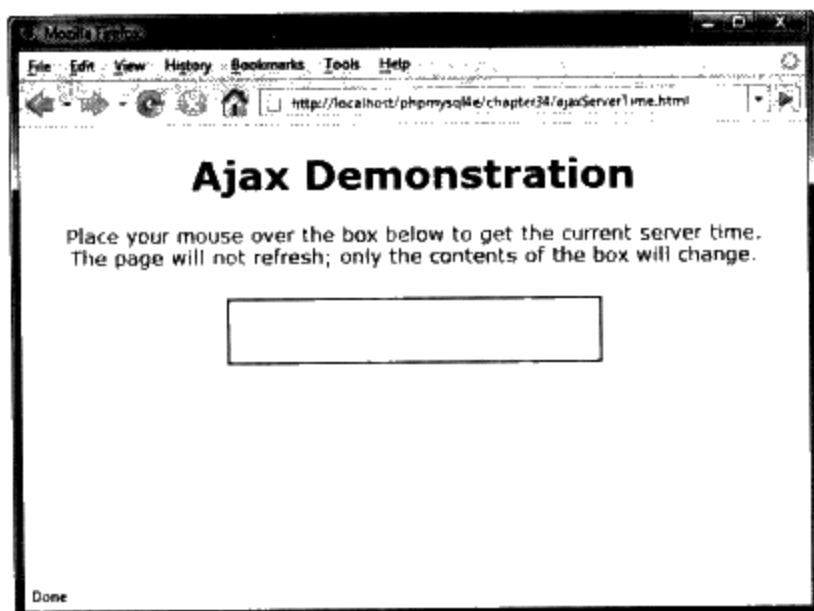 Mozilla Firefox
File Edit View History Bookmarks Tools Help
http://localhost/phpmysql4e/chapter34/ajaxServerTime.html
Ajax Demonstration
Place your mouse over the box below to get the current server time.
The page will not refresh; only the contents of the box will change.
Done